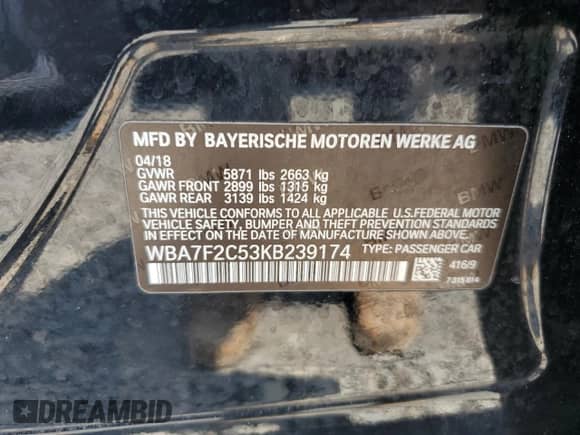 MFD BY BAYERISCHE MOTOREN WERKE AG
04/18
GVWR 5871 lbs 2663 kg
GAWR FRONT 2899 lbs 1315 kg
GAWR REAR 3139 lbs 1424 kg
THIS VEHICLE CONFORMS TO ALL APPLICABLE U.S. FEDERAL MOTOR
VEHICLE SAFETY, BUMPER AND THEFT PREVENTION STANDARDS
IN EFFECT ON THE DATE OF MANUFACTURE SHOWN ABOVE.
WBA7F2C53KB239174 TYPE: PASSENGER CAR
416/9
DREAMBID